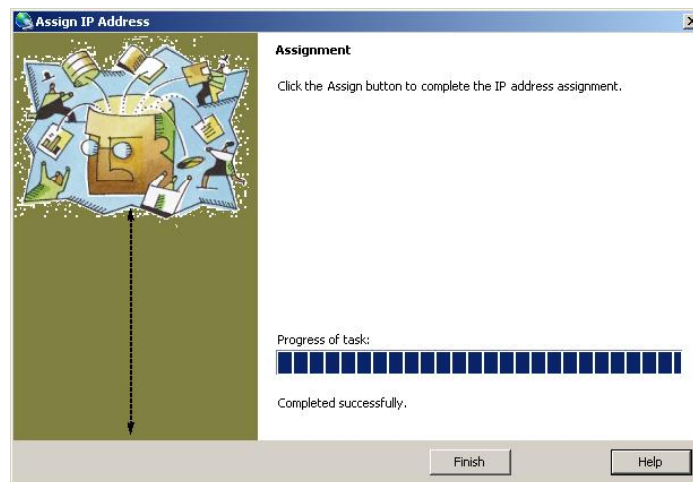 Assign IP Address
Assignment
Click the Assign button to complete the IP address assignment.
Progress of task:
Completed successfully.
Finish
Help